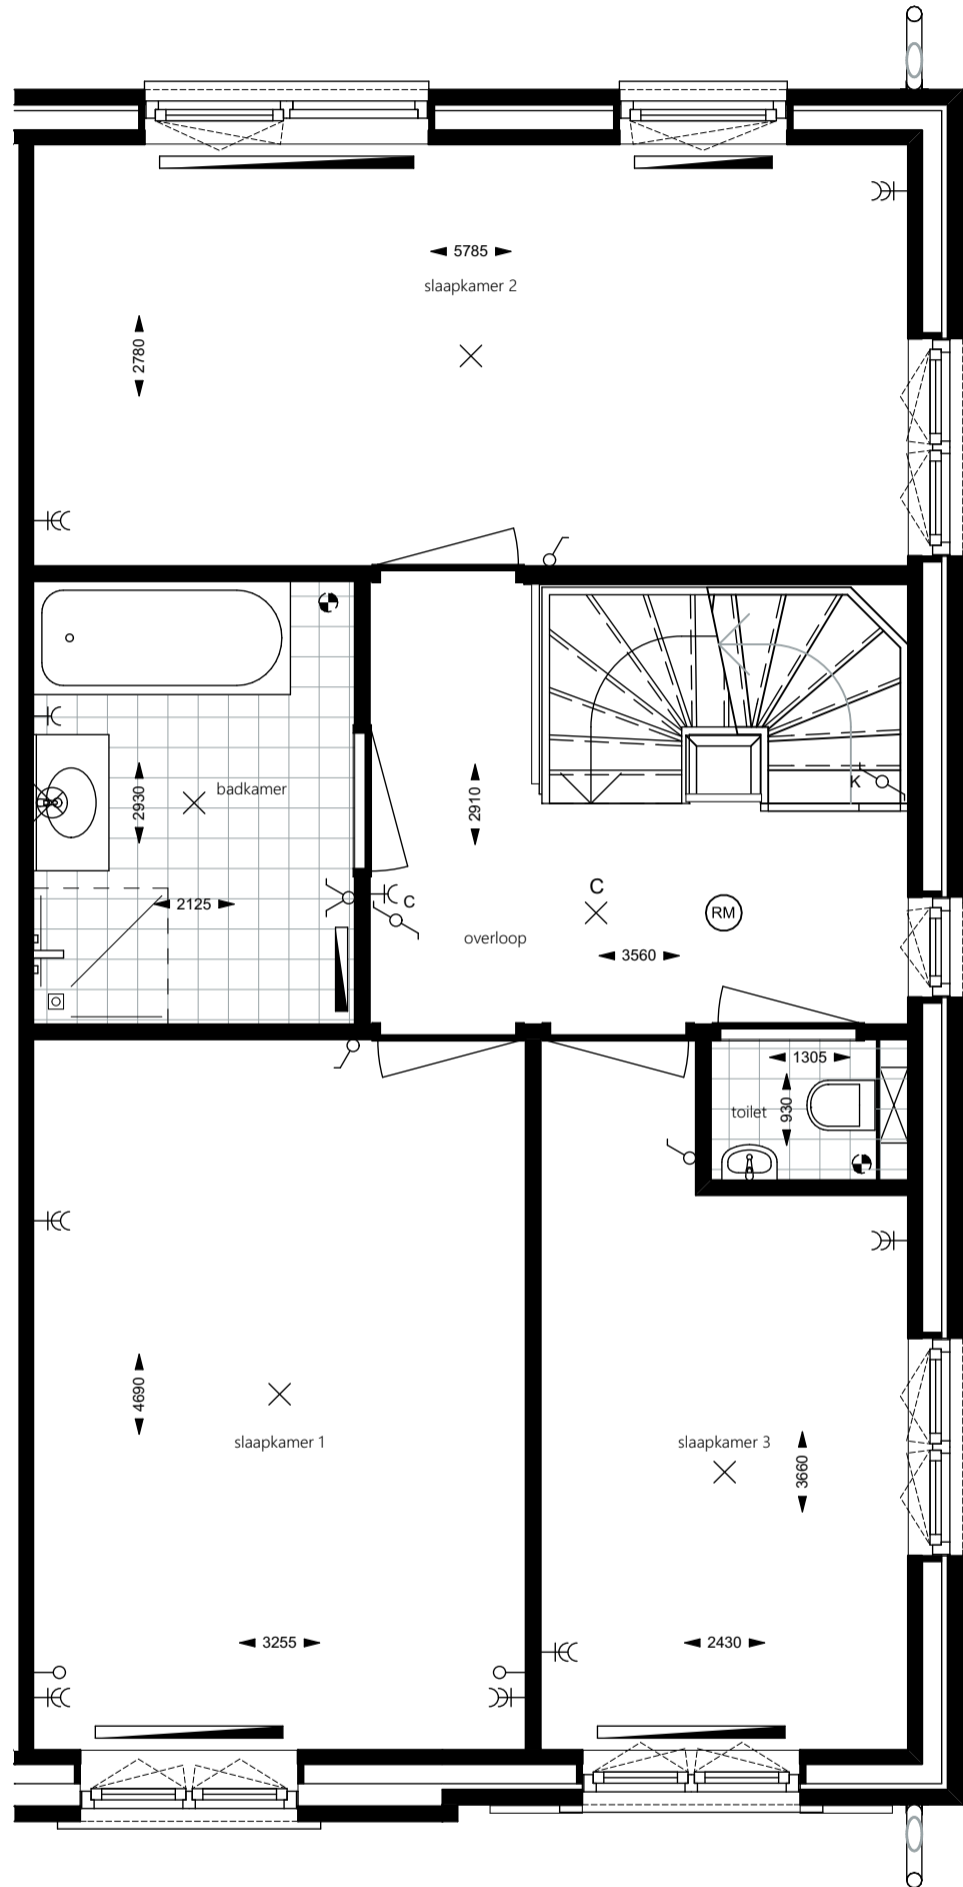 5785
slaapkamer 2
2780
K
badkamer
2930
2910
2125
C
C
RM
overloop
3560
1305
toilet
930
4690
slaapkamer 1
slaapkamer 3
3660
3255
2430